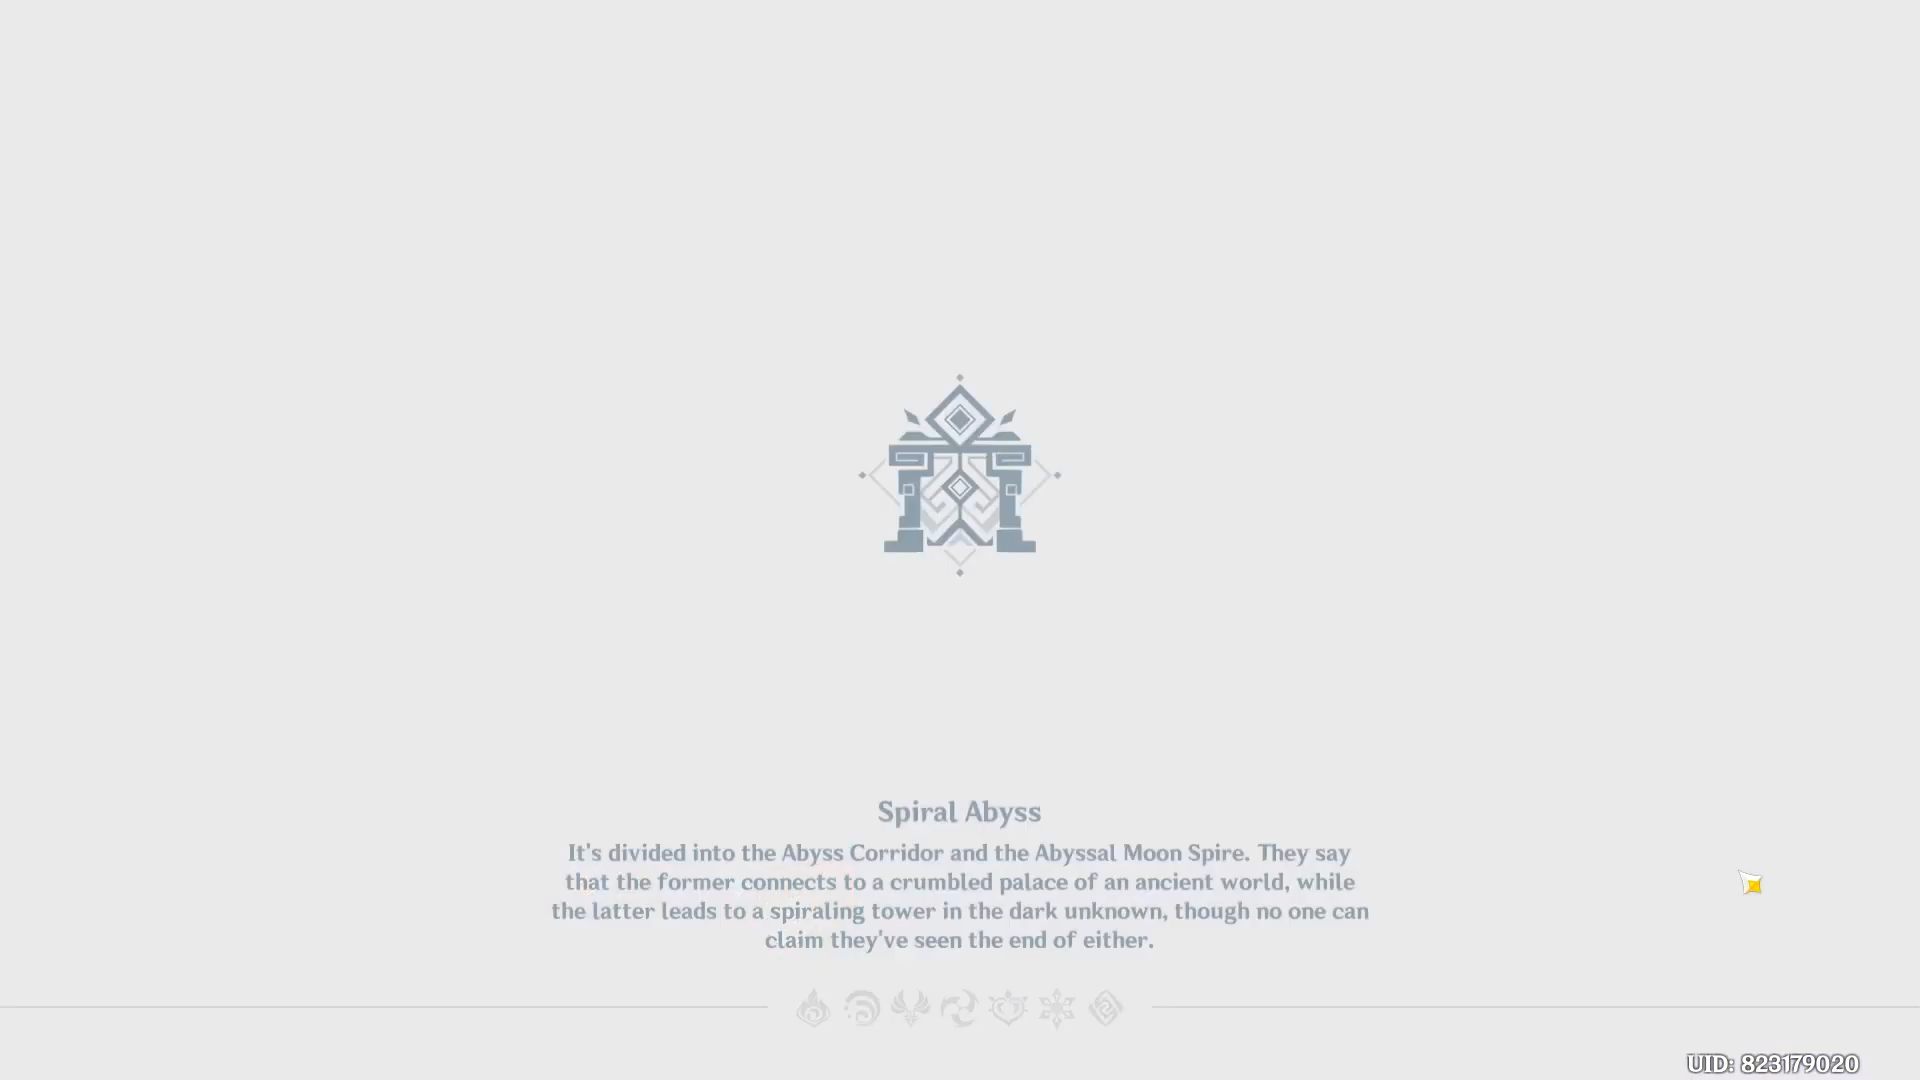 Spiral Abyss
It's divided into the Abyss Corridor and the Abyssal Moon Spire. They say
that the former connects to a crumbled palace of an ancient world, while
the latter leads to a spiraling tower in the dark unknown, though no one can
claim they've seen the end of either.
UID: 823179020